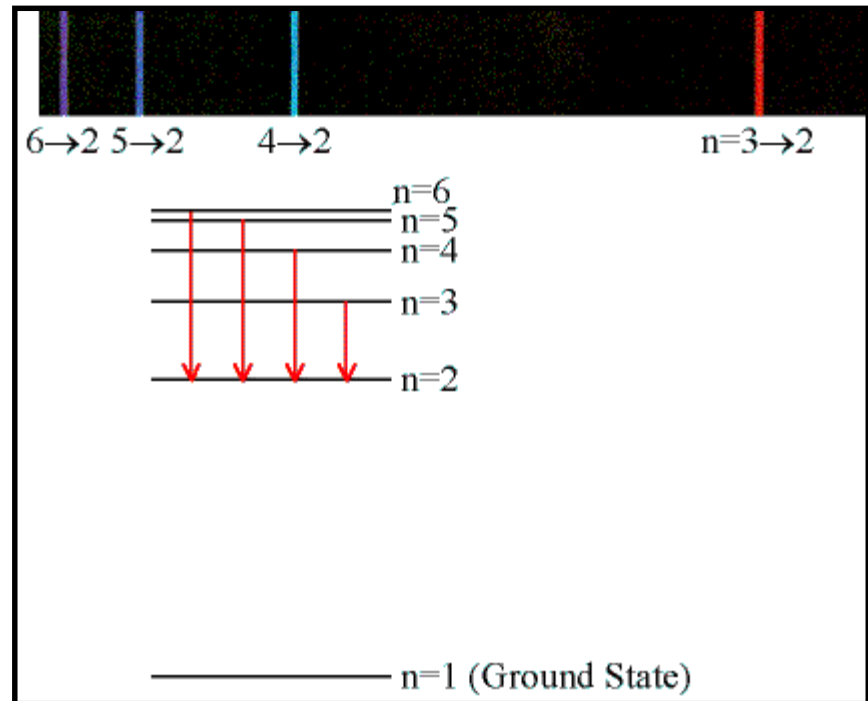 6→2 5→2 4→2 n=3→2
n=6
n=5
n=4
n=3
n=2
n=1 (Ground State)